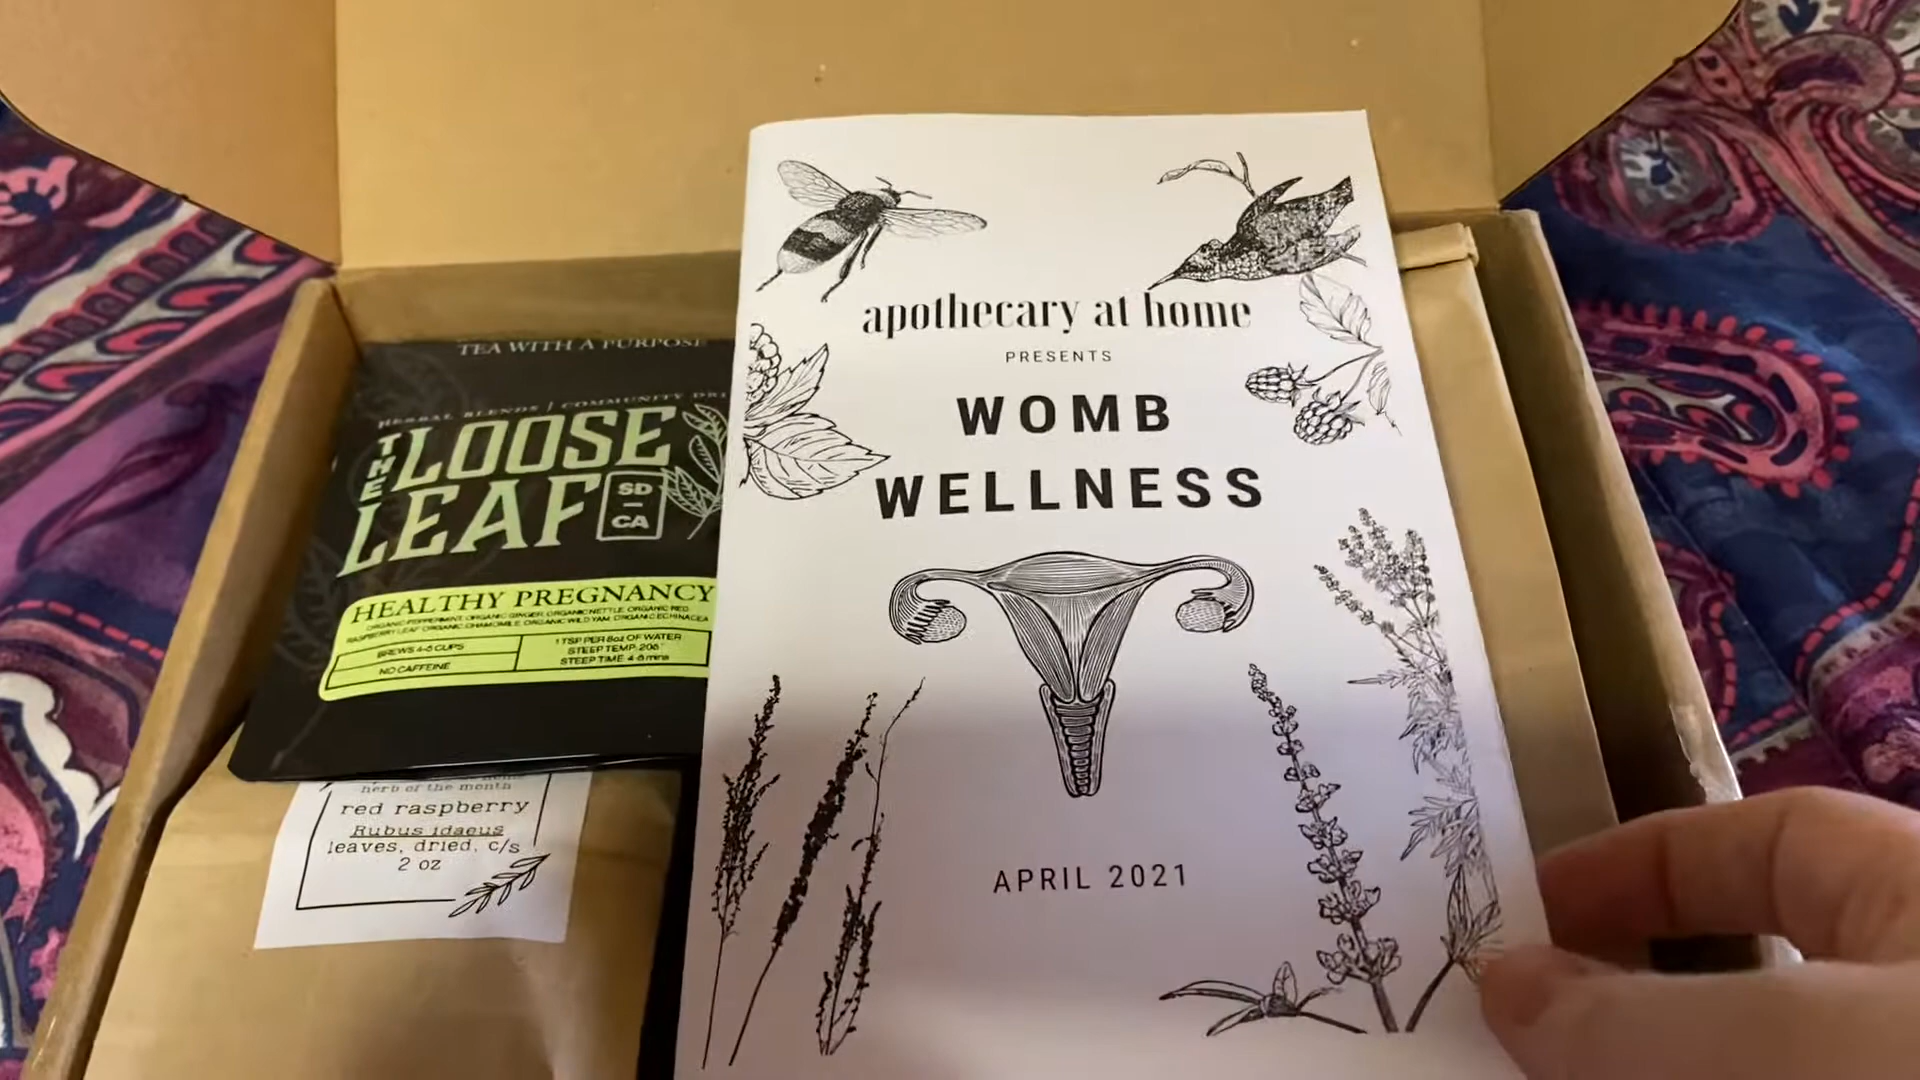 TEA WITH A PURPOSE
HERBAL BLENDS | COMMUNITY
THE LOOSE
LEAF
SD
CA
HEALTHY PREGNANCY
ORGANIC PEPPERMINT, ORGANIC GINGER, ORGANIC NETTLE, ORGANIC RED
RASPBERRY LEAF, ORGANIC CHAMOMILE, ORGANIC WILD YAM, ORGANIC ECHINACEA
BREWS 4-5 CUPS
NO CAFFEINE
1 TSP PER 8oz OF WATER
STEEP TEMP: 208°
STEEP TIME 4-6 mins
herb of the month
red raspberry
Rubus idaeus
leaves, dried, c/s
2 oz
apothecary at home
PRESENTS
WOMB
WELLNESS
APRIL 2021